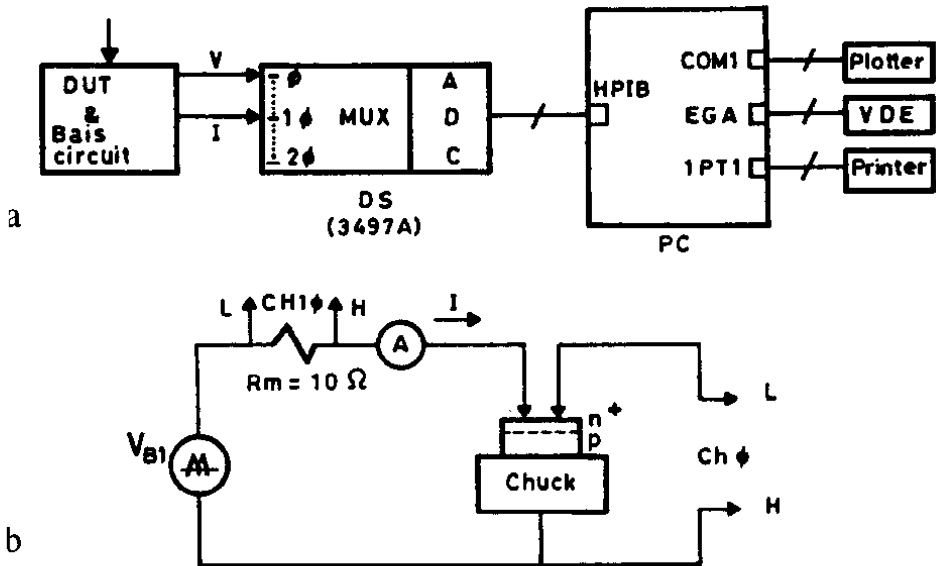 DUT
&
Bais
circuit
V
I
ϕ
1ϕ
2ϕ
MUX
A
D
C
DS
(3497A)
HPIB
COM1
EGA
1PT1
PC
Plotter
VDE
Printer
a
L CH1ϕ H
I
A
Rm = 10 Ω
VB1
n+
p
Chuck
L
Chϕ
H
b